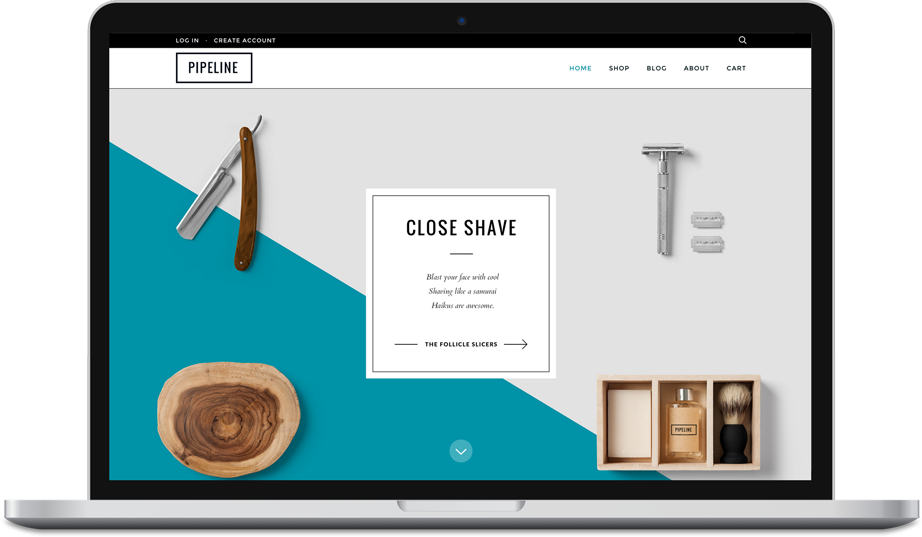 LOG IN · CREATE ACCOUNT
PIPELINE
HOME SHOP BLOG ABOUT CART
CLOSE SHAVE
Blast your face with cool
Shaving like a samurai
Haikus are awesome.
THE FOLLICLE SLICERS
PIPELINE